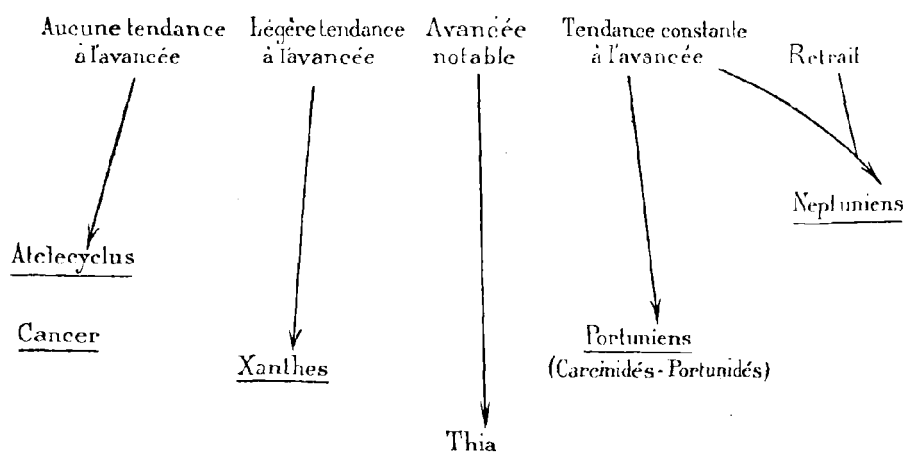 Aucune tendance
à l'avancée
Légère tendance
à l'avancée
Avancée
notable
Tendance constante
à l'avancée
Retrait
Neptuniens
Atelecyclus
Cancer
Xanthes
Portuniens
(Carcinidés-Portunidés)
Thia